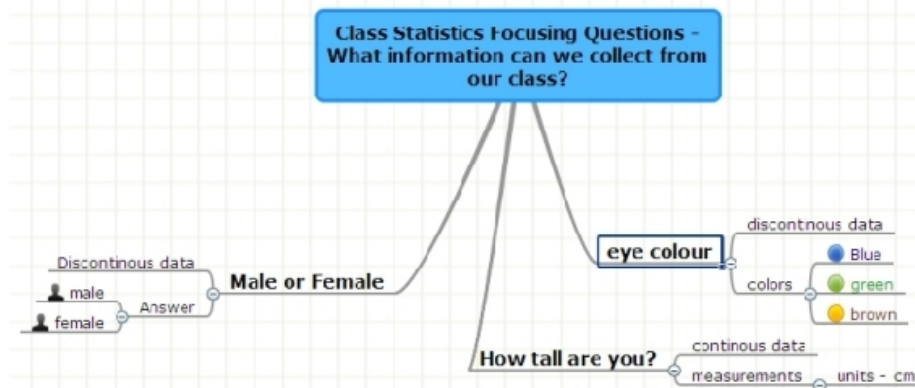 Class Statistics Focusing Questions -
What information can we collect from
our class?
Discontinous data
male
Answer
female
Male or Female
eye colour
discontinous data
colors
Blue
green
brown
How tall are you?
continous data
measurements
units - cm